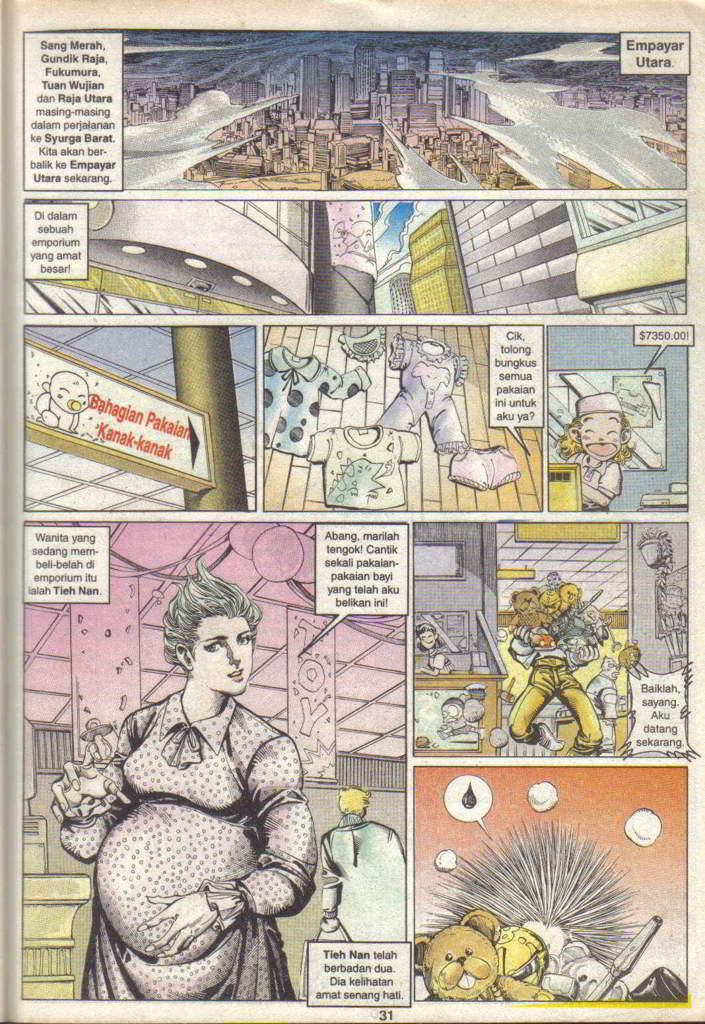 Sang Merah,
Gundik Raja,
Fukumura,
Tuan Wujian
dan Raja Utara
masing-masing
dalam perjalanan
ke Syurga Barat.
Kita akan ber-
balik ke Empayar
Utara sekarang.
Empayar
Utara.
Di dalam
sebuah
emporium
yang amat
besar!
Bahagian Pakaian
Kanak-kanak
Cik,
tolong
bungkus
semua
pakaian
ini untuk
aku ya?
$7350.00!
Wanita yang
sedang mem-
beli-belah di
emporium itu
ialah Tieh Nan.
Abang, marilah
tengok! Cantik
sekali pakaian-
pakaian bayi
yang telah aku
belikan ini!
Baiklah,
sayang.
Aku
datang
sekarang.
Tieh Nan telah
berbadan dua.
Dia kelihatan
amat senang hati.
31